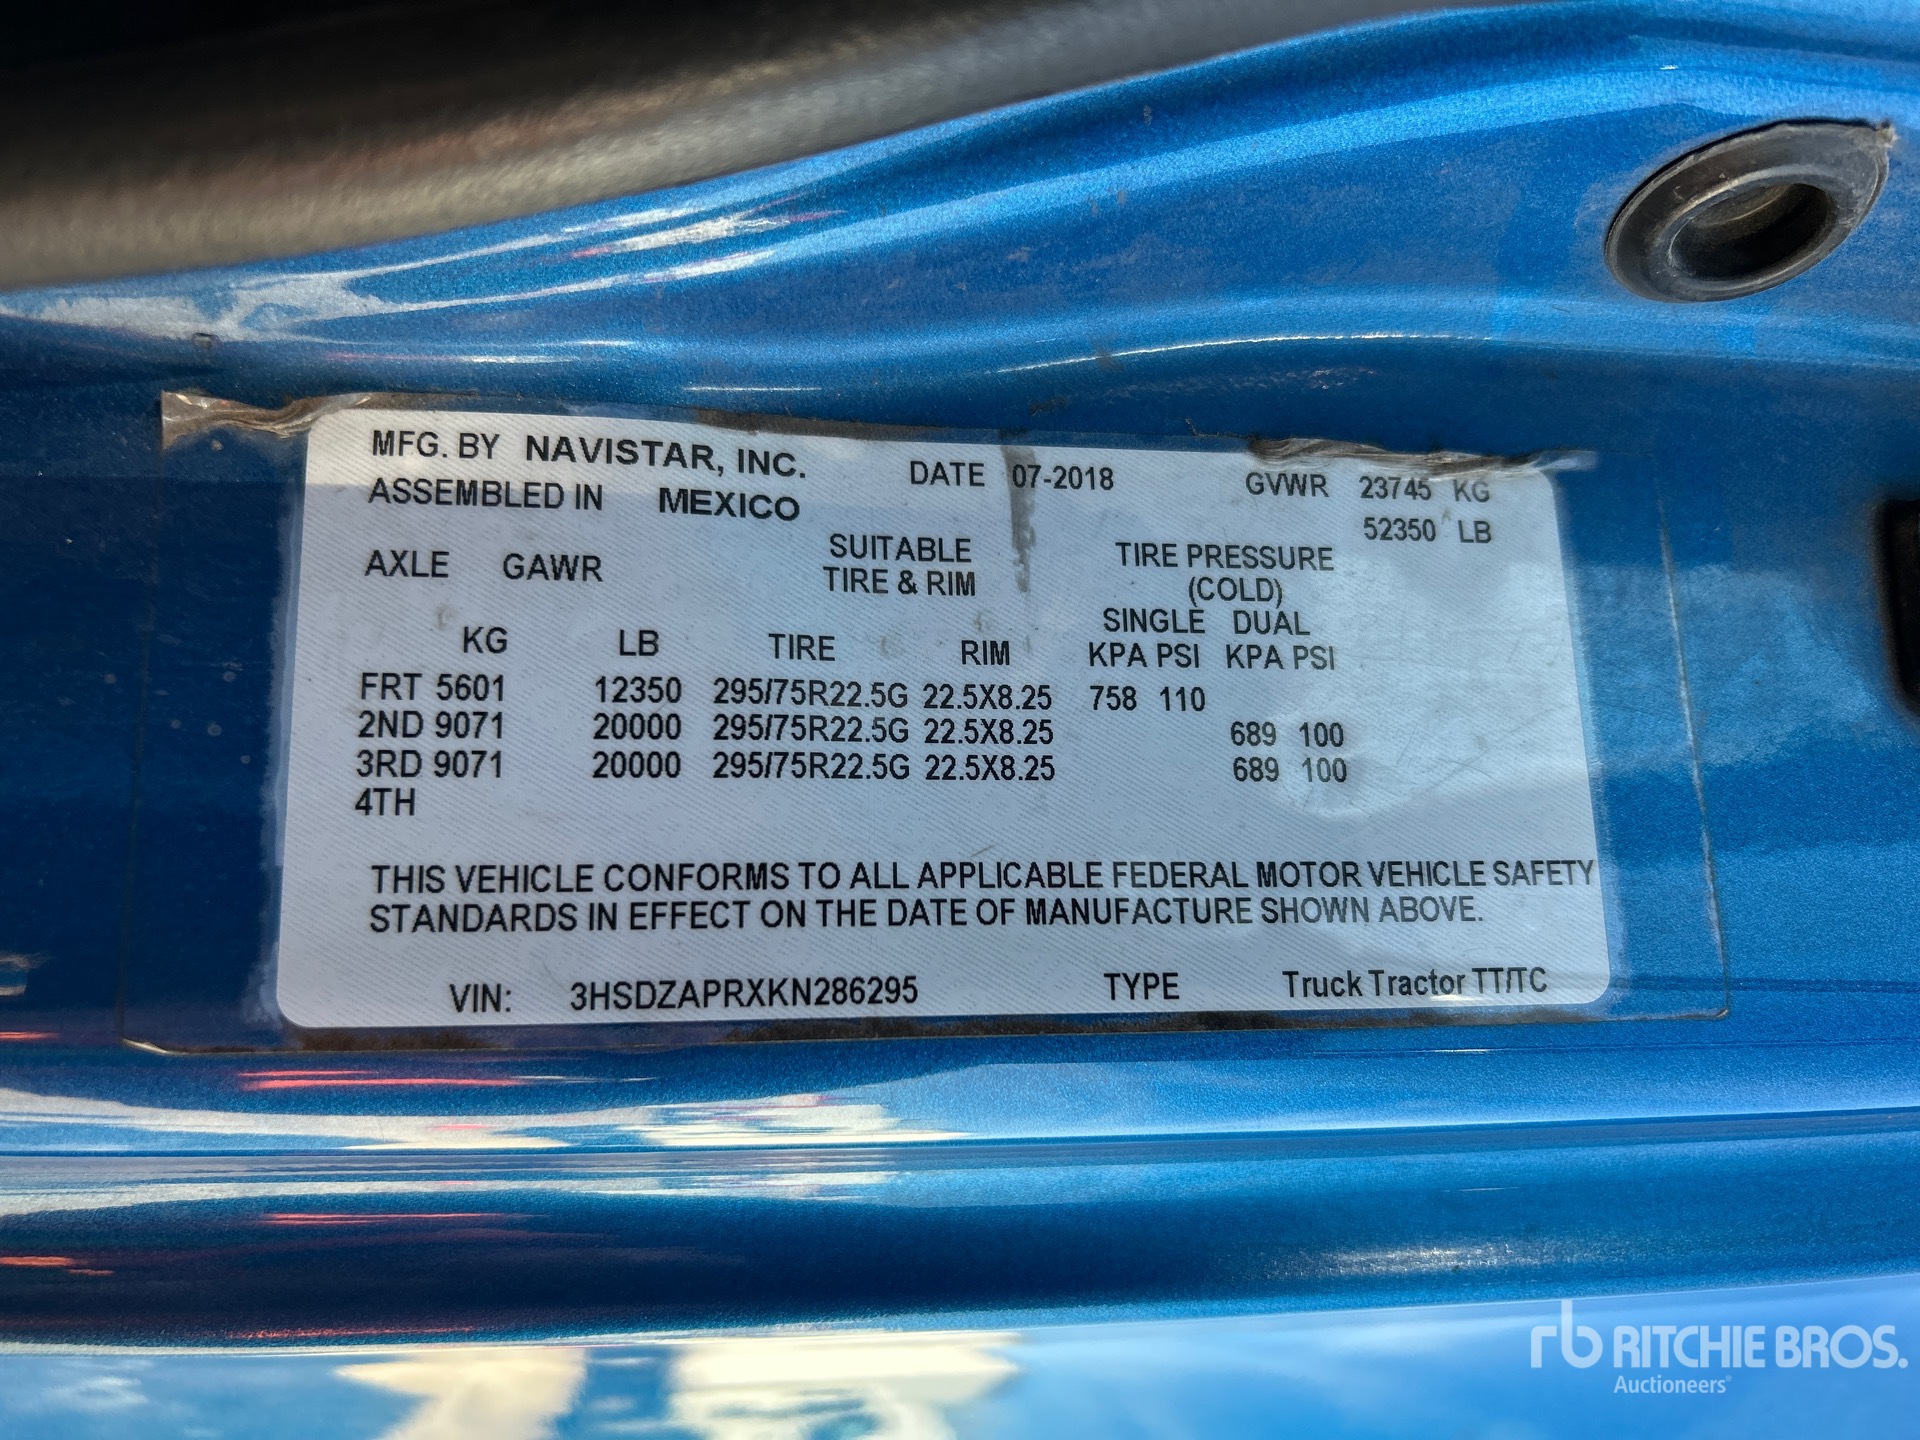 MFG. BY NAVISTAR, INC. DATE 07-2018 GVWR 23745 KG
ASSEMBLED IN MEXICO 52350 LB
AXLE GAWR SUITABLE TIRE PRESSURE
TIRE & RIM (COLD)
SINGLE DUAL
KG LB TIRE RIM KPA PSI KPA PSI
FRT 5601 12350 295/75R22.5G 22.5X8.25 758 110
2ND 9071 20000 295/75R22.5G 22.5X8.25 689 100
3RD 9071 20000 295/75R22.5G 22.5X8.25 689 100
4TH
THIS VEHICLE CONFORMS TO ALL APPLICABLE FEDERAL MOTOR VEHICLE SAFETY
STANDARDS IN EFFECT ON THE DATE OF MANUFACTURE SHOWN ABOVE.
VIN: 3HSDZAPRXKN286295 TYPE Truck Tractor TT/TC
rb RITCHIE BROS.
Auctioneers